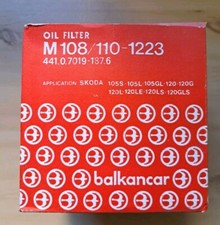 OIL FILTER
M 108/110-1223
441.0.7019-187.6
APPLICATION: SKODA 105S-105L-105GL-120-120G
120L-120LE-120LS-120GLS
balkancar